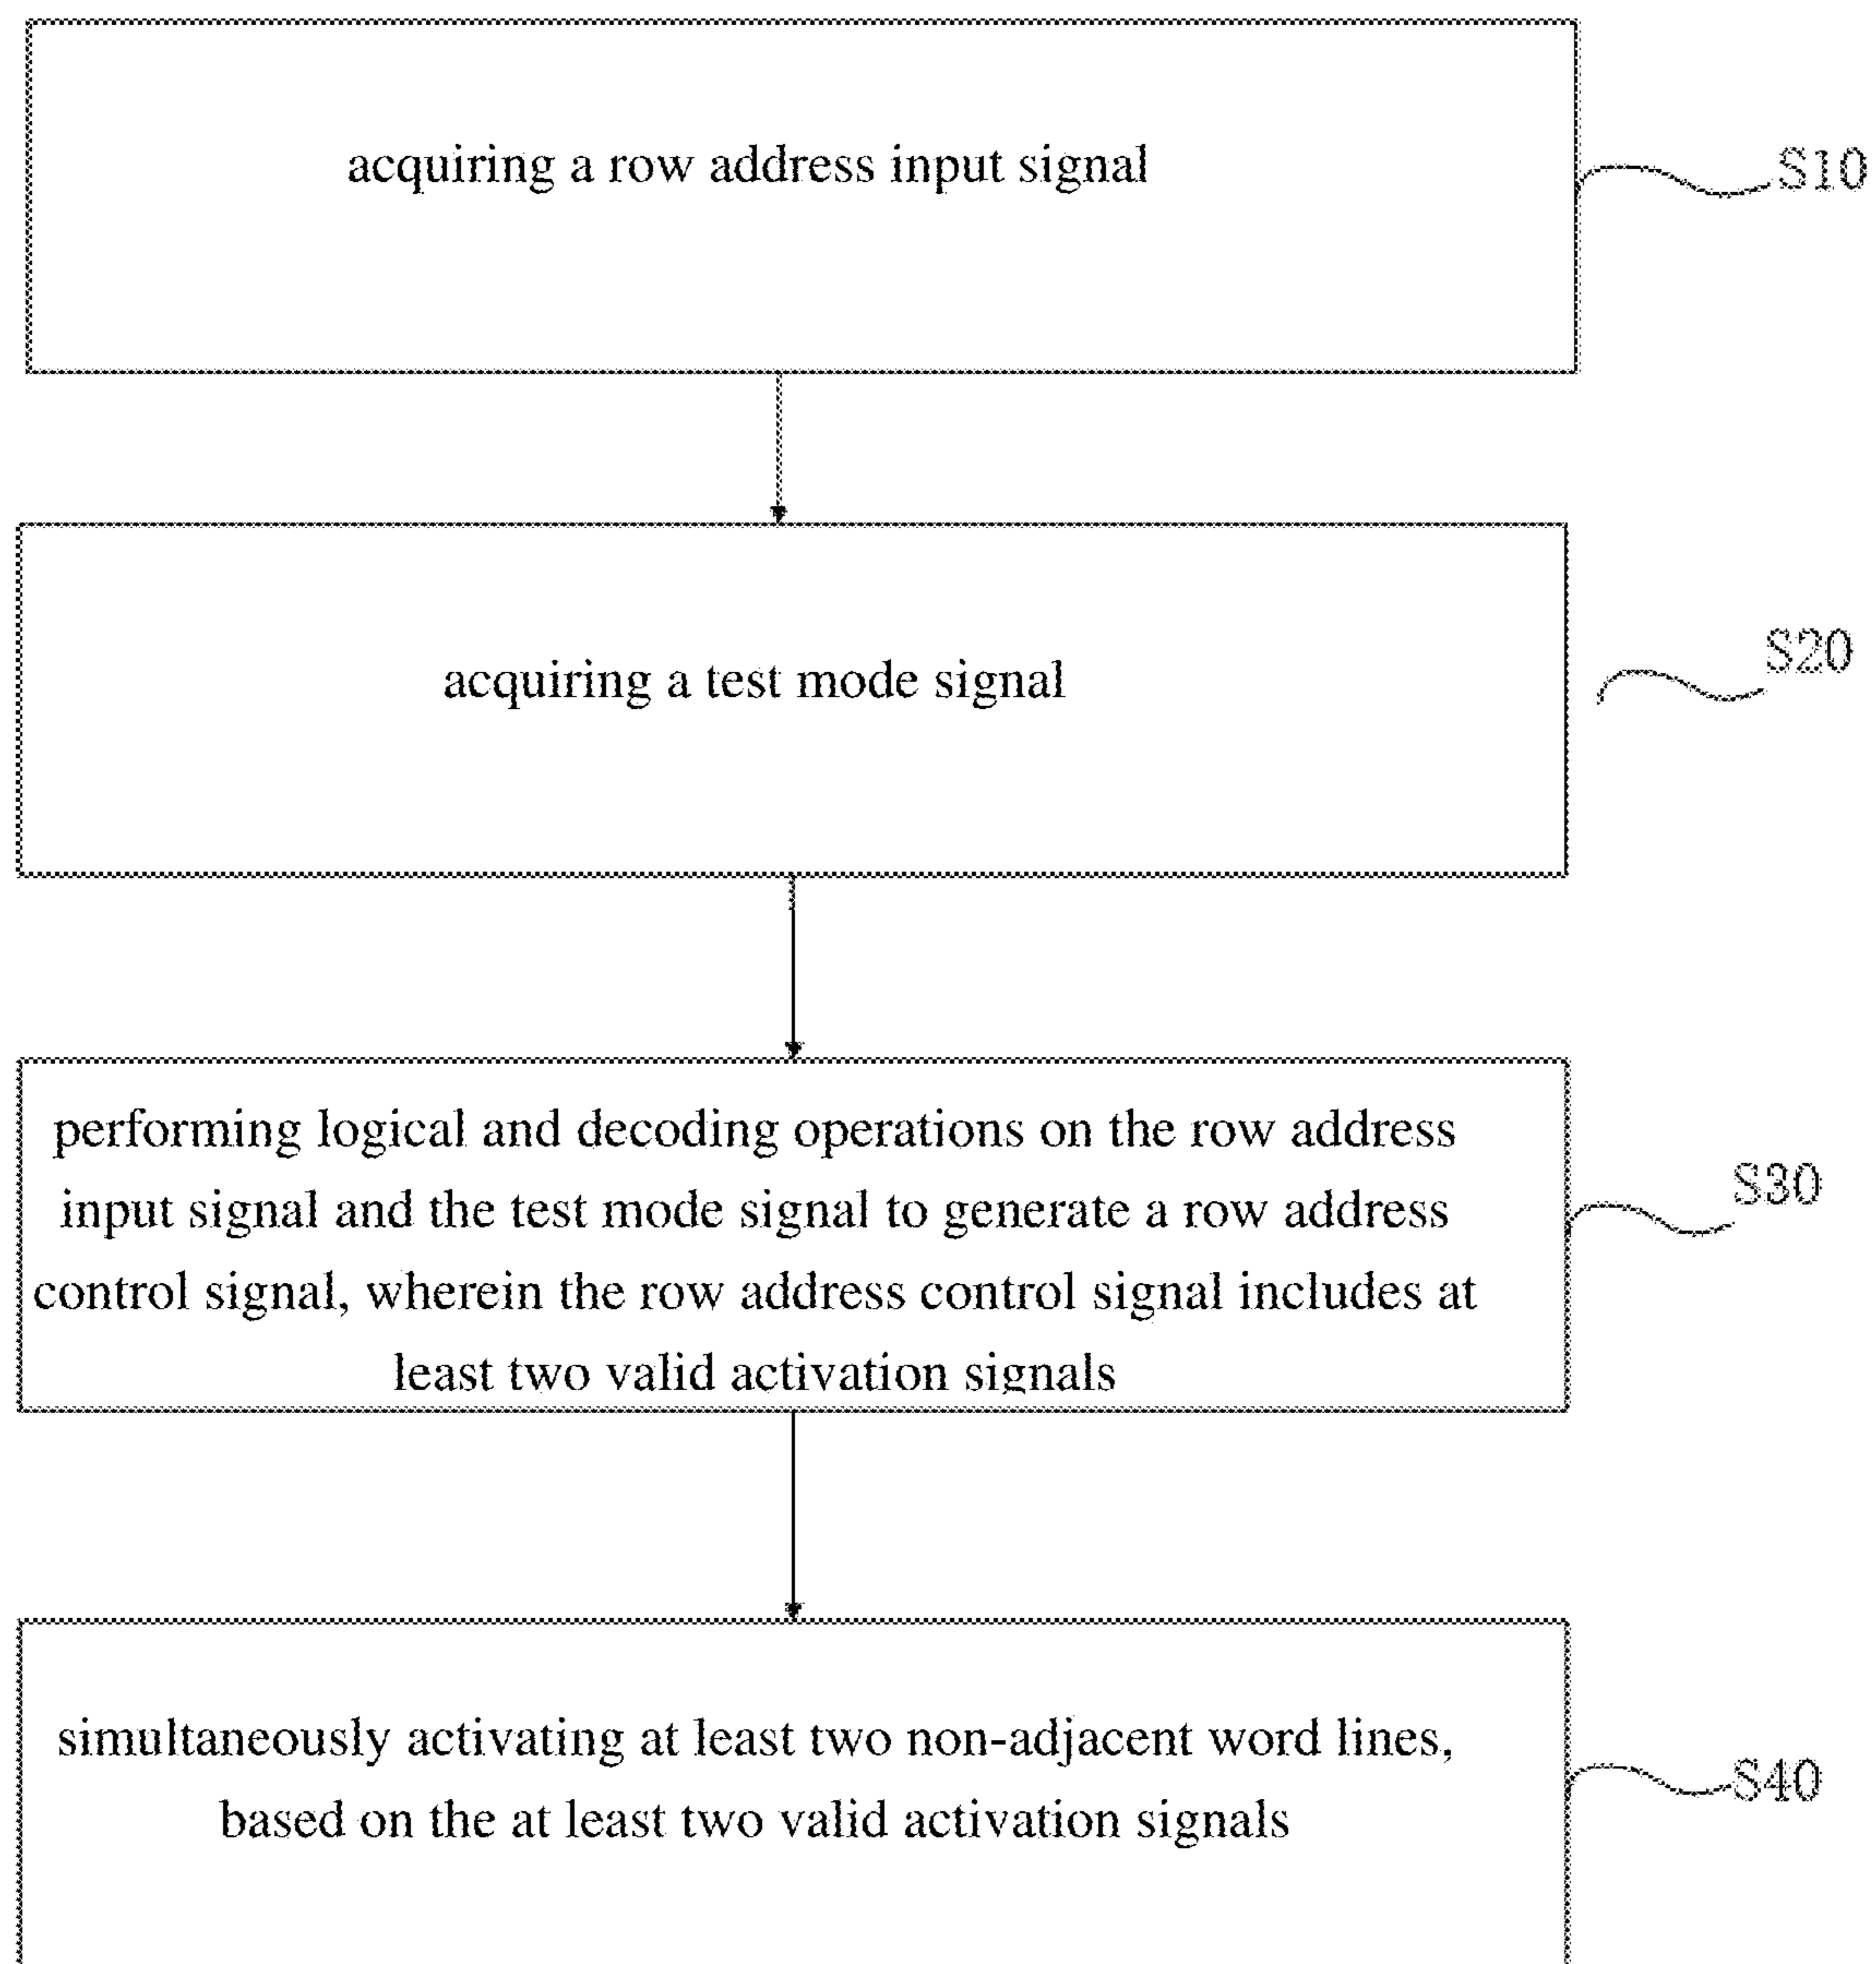 acquiring a row address input signal
S10
acquiring a test mode signal
S20
performing logical and decoding operations on the row address
input signal and the test mode signal to generate a row address
control signal, wherein the row address control signal includes at
least two valid activation signals
S30
simultaneously activating at least two non-adjacent word lines,
based on the at least two valid activation signals
S40